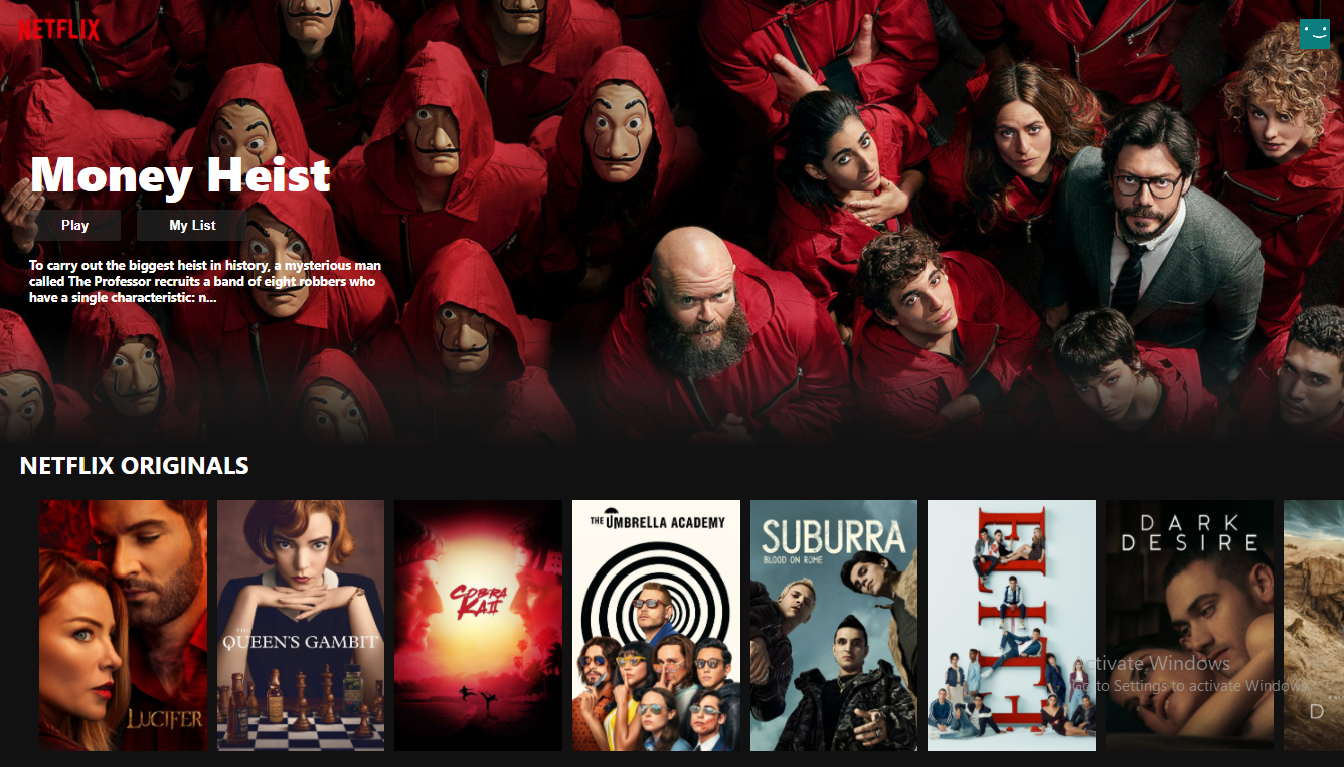 NETFLIX
Money Heist
Play
My List
To carry out the biggest heist in history, a mysterious man
called The Professor recruits a band of eight robbers who
have a single characteristic: n...
NETFLIX ORIGINALS
LUCIFER
QUEEN'S GAMBIT
COBRA
KAI
THE UMBRELLA ACADEMY
SUBURRA
BLOOD ON ROME
ELITE
DARK
DESIRE
Activate Windows
Go to Settings to activate Windows.
D